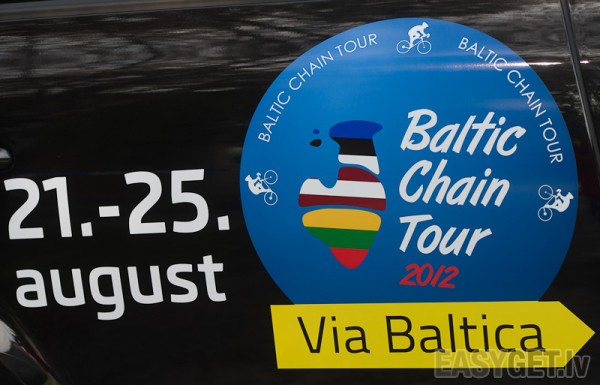 BALTIC CHAIN TOUR
BALTIC CHAIN TOUR
Baltic
Chain
Tour
2012
21.-25.
august
Via Baltica
EASYGET.lv